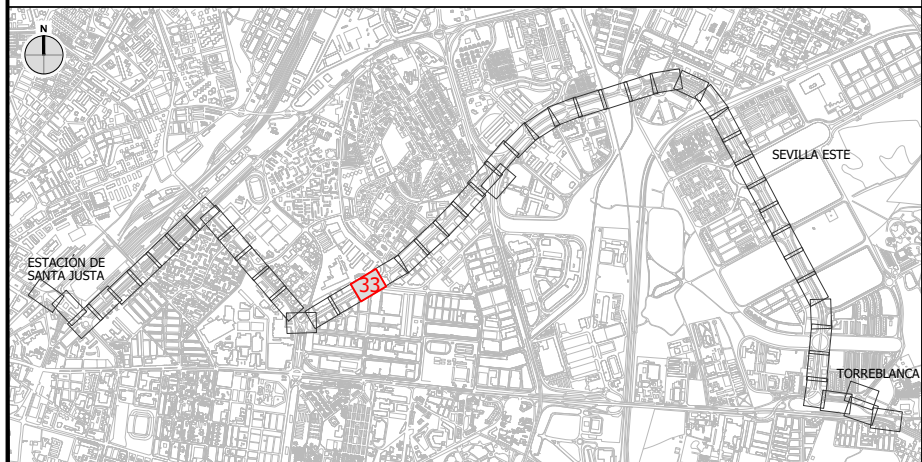 N
SEVILLA ESTE
ESTACIÓN DE
SANTA JUSTA
33
TORREBLANCA